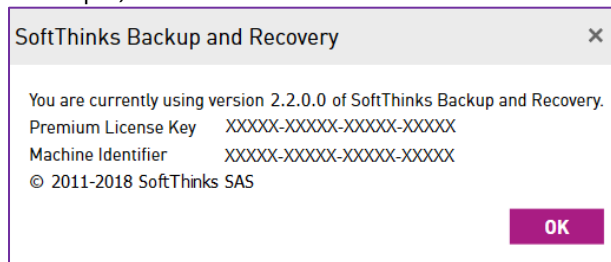 SoftThinks Backup and Recovery ×
You are currently using version 2.2.0.0 of SoftThinks Backup and Recovery.
Premium License Key XXXXX-XXXXX-XXXXX-XXXXX
Machine Identifier XXXXX-XXXXX-XXXXX-XXXXX
© 2011-2018 SoftThinks SAS
OK